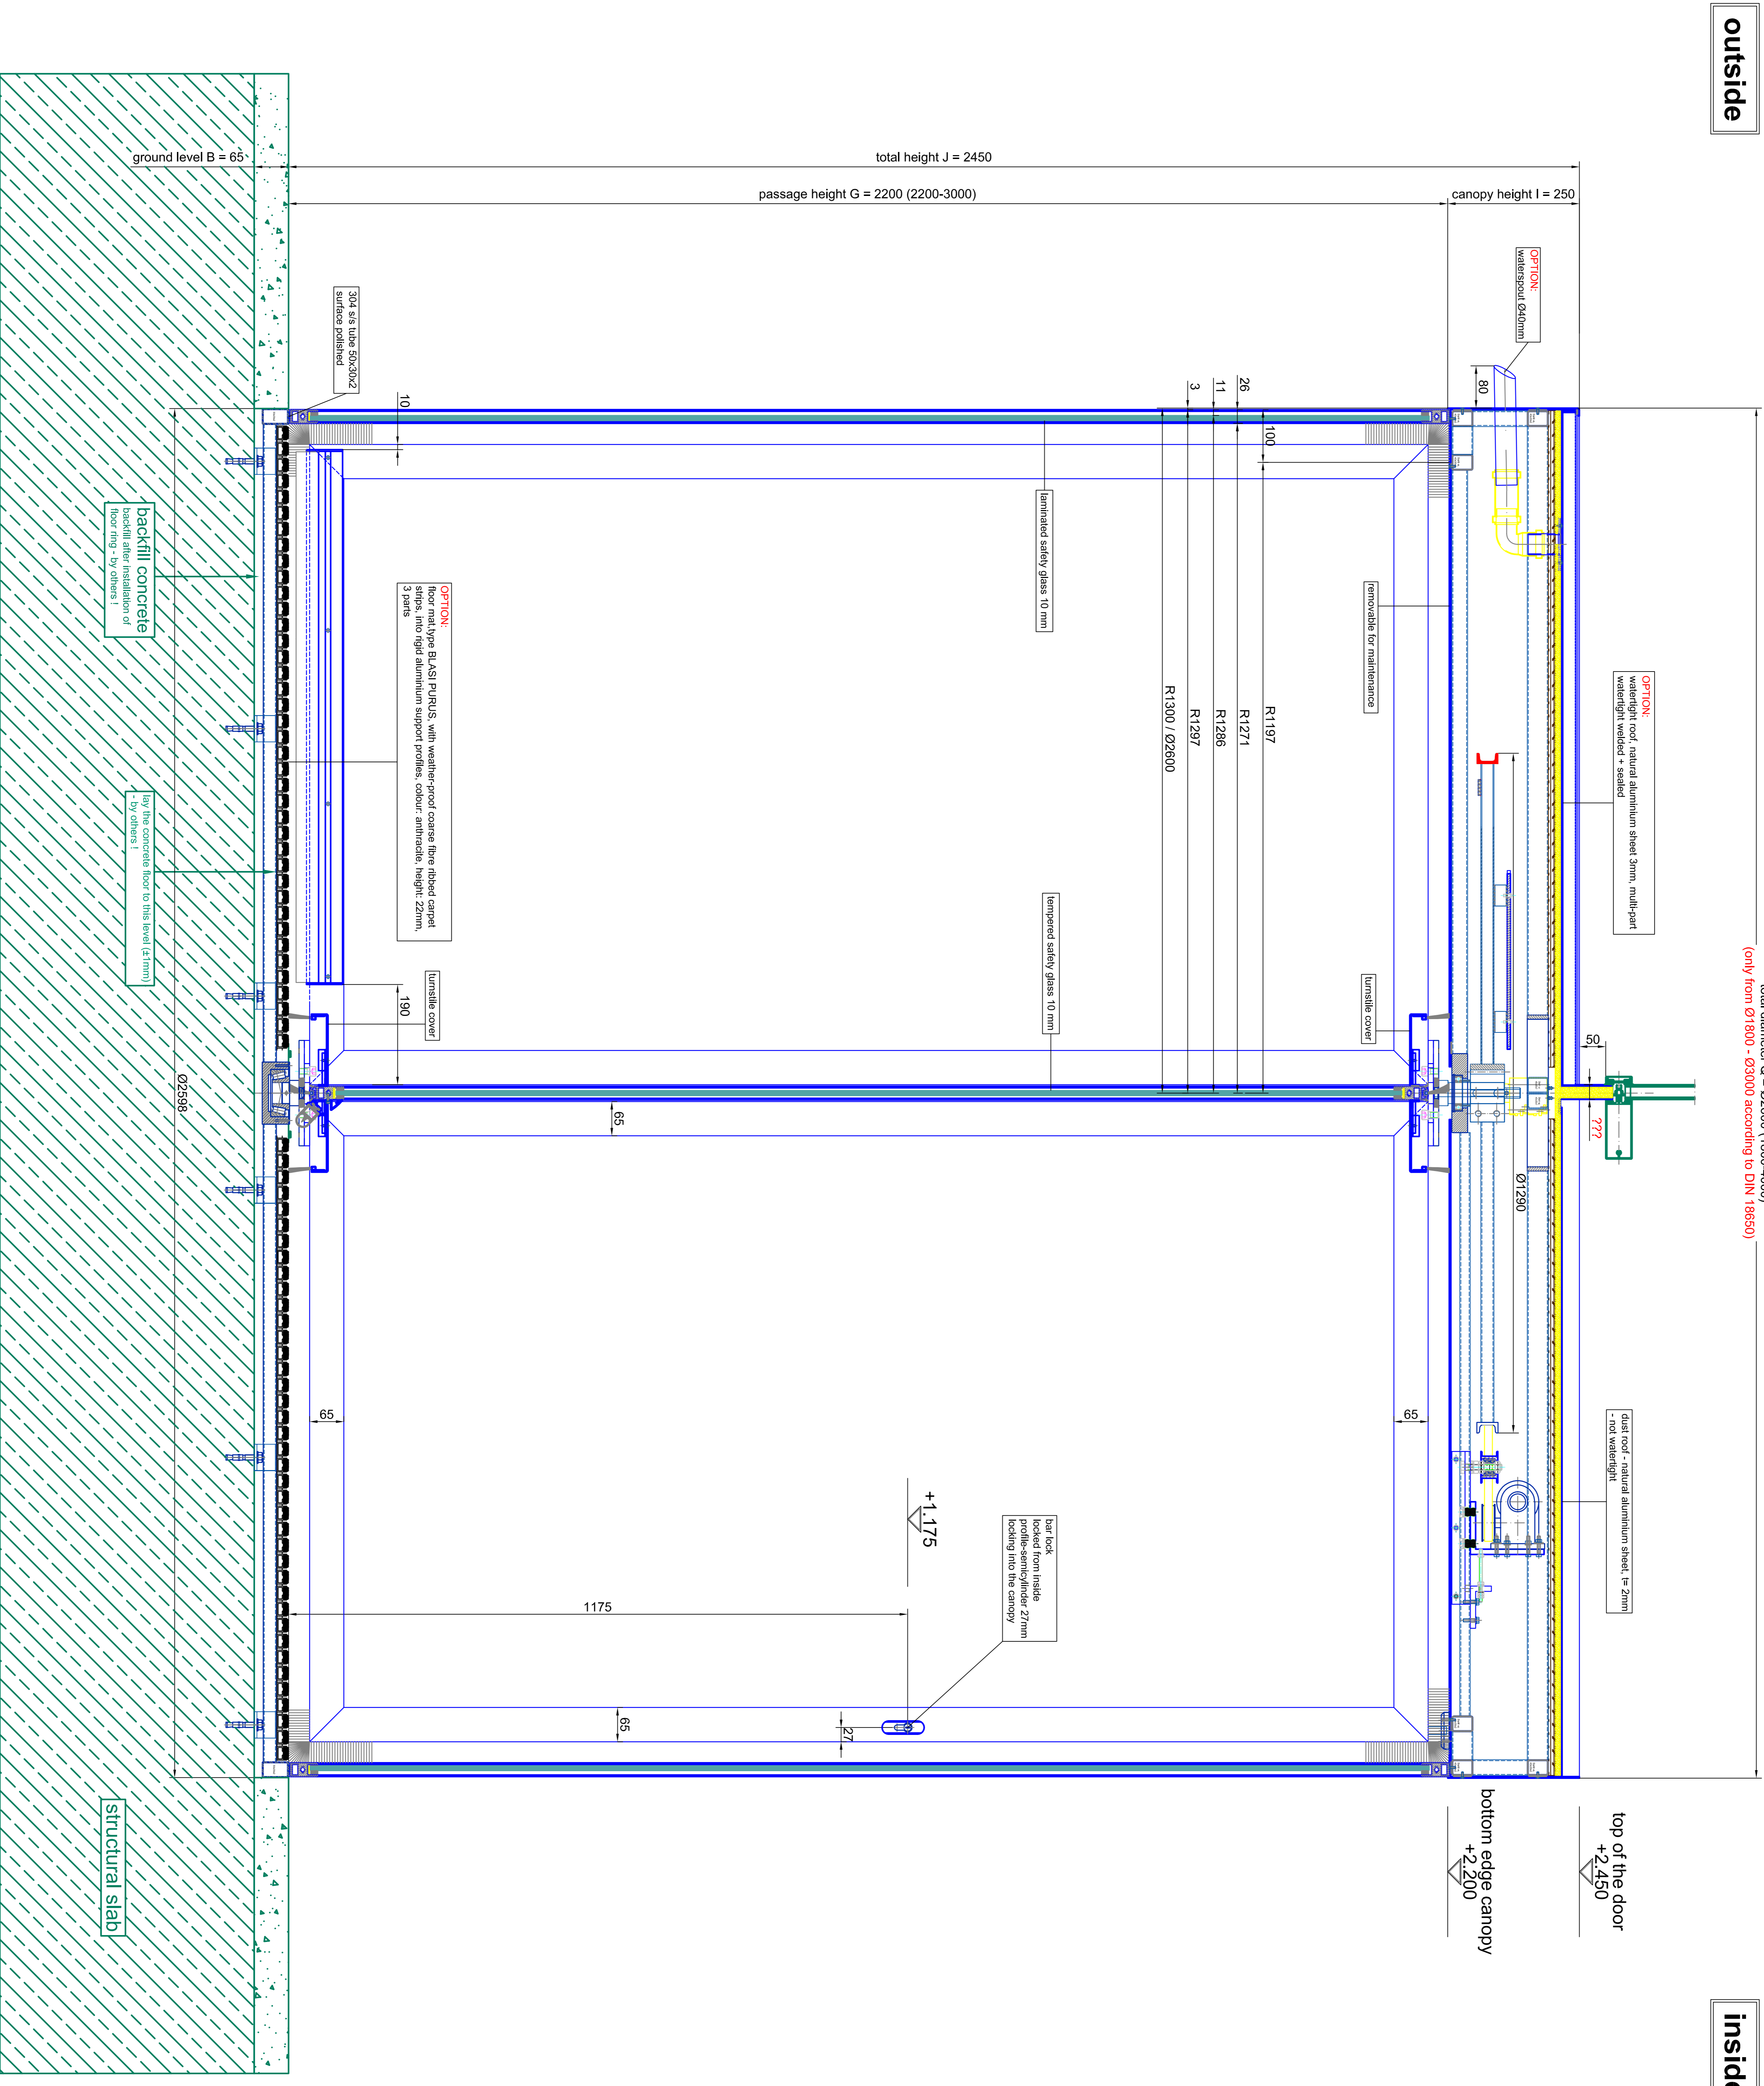 outside
inside
(only from Ø1800 - Ø3000 according to DIN 18650)
ground level B = 65
total height J = 2450
passage height G = 2200 (2200-3000)
canopy height I = 250
OPTION:
waterspout Ø40mm
80
OPTION:
watertight roof, natural aluminium sheet 3mm, multi-part
watertight welded + sealed
50
???
dust roof - natural aluminium sheet, t= 2mm
- not watertight
Ø1290
top of the door
+2.450
bottom edge canopy
+2.200
removable for maintenance
turnstile cover
100
R1197
26
R1271
11
R1286
3
R1297
R1300 / Ø2600
laminated safety glass 10 mm
tempered safety glass 10 mm
65
bar lock
locked from inside
profile-semicylinder 27mm
locking into the canopy
+1.175
1175
27
65
65
65
OPTION:
floor mat,type BLASI PURUS, with weather-proof coarse fibre ribbed carpet
strips, into rigid aluminium support profiles, colour: anthracite, height: 22mm,
3 parts
turnstile cover
190
10
304 s/s tube 50x30x2
surface polished
Ø2598
backfill concrete
backfill after installation of
floor ring - by others !
lay the concrete floor to this level (±1mm)
- by others !
structural slab